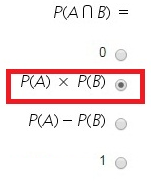 P(A ∩ B) =
0
P(A) × P(B)
P(A) − P(B)
1